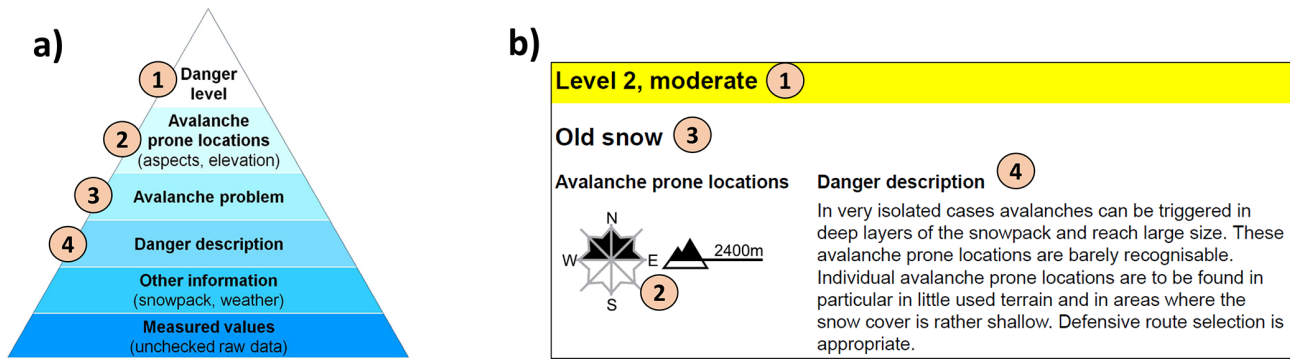 a)
1
Danger
level
2
Avalanche
prone locations
(aspects, elevation)
3
Avalanche problem
4
Danger description
Other information
(snowpack, weather)
Measured values
(unchecked raw data)
b)
Level 2, moderate 1
Old snow 3
Avalanche prone locations
N
W E
S
2400m
2
Danger description 4
In very isolated cases avalanches can be triggered in
deep layers of the snowpack and reach large size. These
avalanche prone locations are barely recognisable.
Individual avalanche prone locations are to be found in
particular in little used terrain and in areas where the
snow cover is rather shallow. Defensive route selection is
appropriate.